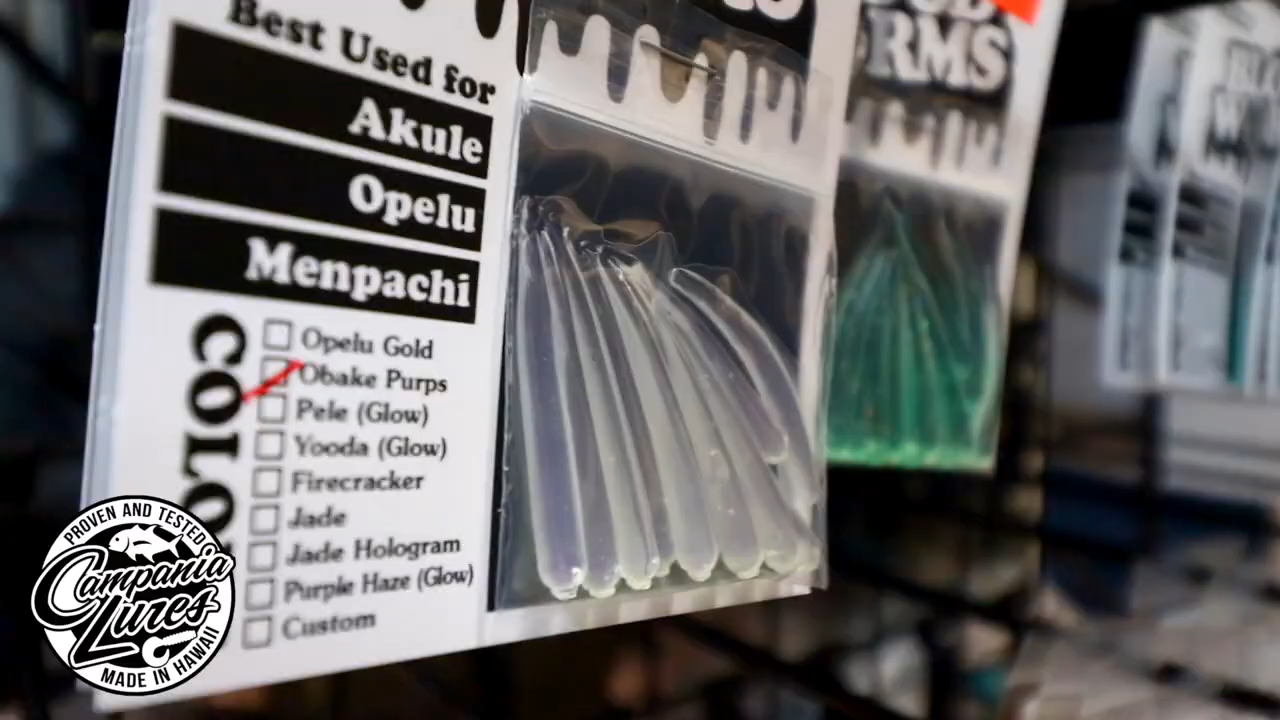 Best Used for
Akule
Opelu
Menpachi
COLO
Opelu Gold
Obake Purps
Pele (Glow)
Yooda (Glow)
Firecracker
Jade
Jade Hologram
Purple Haze (Glow)
Custom
RMS
PROVEN AND TESTED
Campania
Lures
MADE IN HAWAII